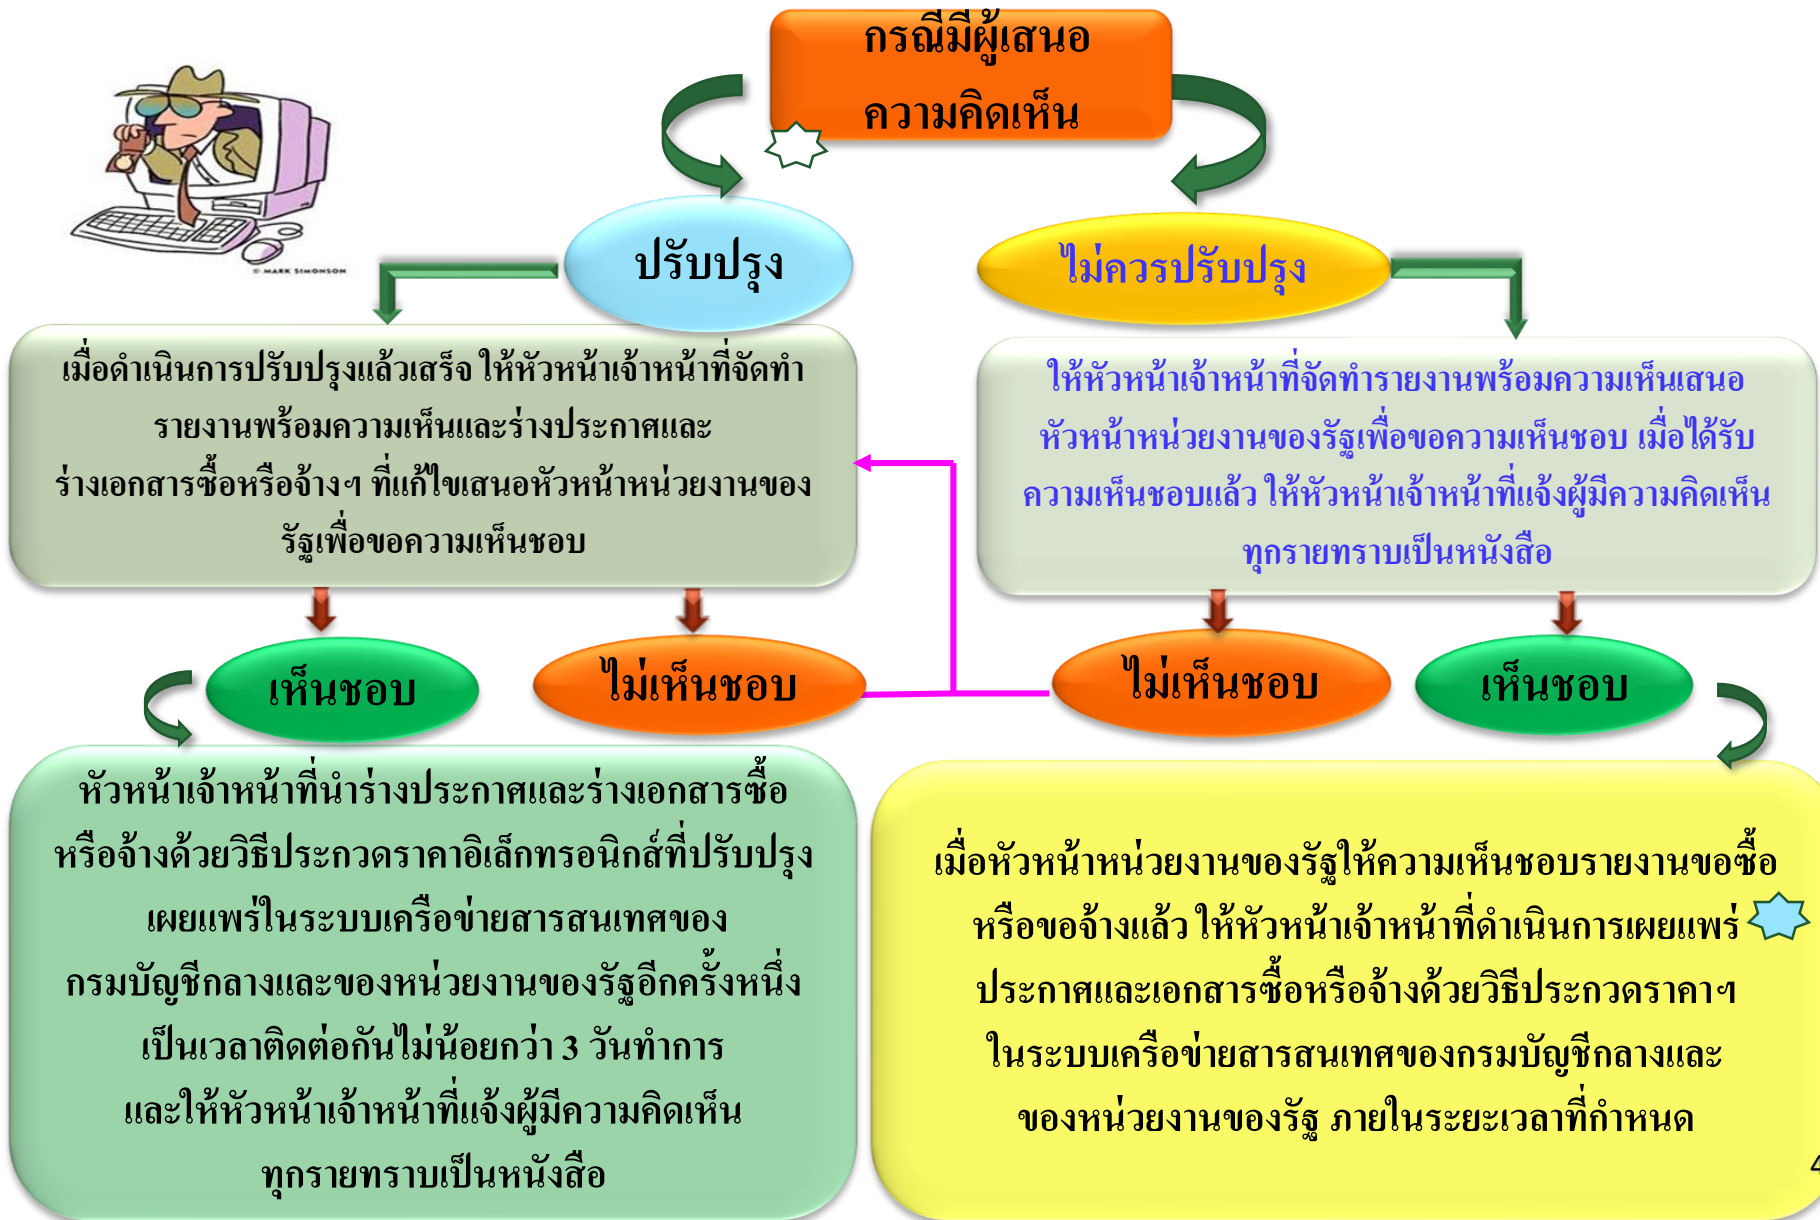 กรณีมีผู้เสนอ
ความคิดเห็น
© MARK SIMONSON
ปรับปรุง
ไม่ควรปรับปรุง
เมื่อดำเนินการปรับปรุงแล้วเสร็จ ให้หัวหน้าเจ้าหน้าที่จัดทำ
รายงานพร้อมความเห็นและร่างประกาศและ
ร่างเอกสารซื้อหรือจ้างฯ ที่แก้ไขเสนอหัวหน้าหน่วยงานของ
รัฐเพื่อขอความเห็นชอบ
ให้หัวหน้าเจ้าหน้าที่จัดทำรายงานพร้อมความเห็นเสนอ
หัวหน้าหน่วยงานของรัฐเพื่อขอความเห็นชอบ เมื่อได้รับ
ความเห็นชอบแล้ว ให้หัวหน้าเจ้าหน้าที่แจ้งผู้มีความคิดเห็น
ทุกรายทราบเป็นหนังสือ
เห็นชอบ
ไม่เห็นชอบ
ไม่เห็นชอบ
เห็นชอบ
หัวหน้าเจ้าหน้าที่นำร่างประกาศและร่างเอกสารซื้อ
หรือจ้างด้วยวิธีประกวดราคาอิเล็กทรอนิกส์ที่ปรับปรุง
เผยแพร่ในระบบเครือข่ายสารสนเทศของ
กรมบัญชีกลางและของหน่วยงานของรัฐอีกครั้งหนึ่ง
เป็นเวลาติดต่อกันไม่น้อยกว่า 3 วันทำการ
และให้หัวหน้าเจ้าหน้าที่แจ้งผู้มีความคิดเห็น
ทุกรายทราบเป็นหนังสือ
เมื่อหัวหน้าหน่วยงานของรัฐให้ความเห็นชอบรายงานขอซื้อ
หรือขอจ้างแล้ว ให้หัวหน้าเจ้าหน้าที่ดำเนินการเผยแพร่
ประกาศและเอกสารซื้อหรือจ้างด้วยวิธีประกวดราคาฯ
ในระบบเครือข่ายสารสนเทศของกรมบัญชีกลางและ
ของหน่วยงานของรัฐ ภายในระยะเวลาที่กำหนด